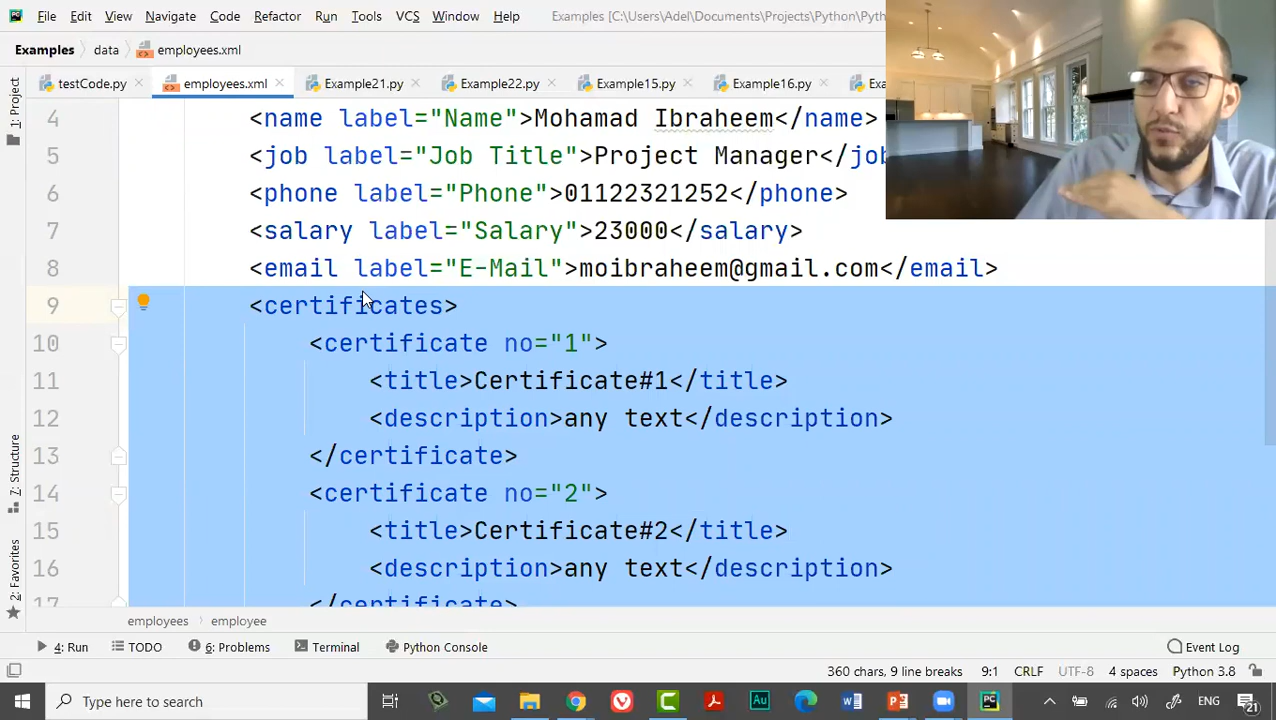 File Edit View Navigate Code Refactor Run Tools VCS Window Help Examples [C:\Users\Adel\Documents\Projects\Python\Pyth
Examples data employees.xml
testCode.py employees.xml Example21.py Example22.py Example15.py Example16.py Exa
1: Project
4 <name label="Name">Mohamad Ibraheem</name>
5 <job label="Job Title">Project Manager</job
6 <phone label="Phone">01122321252</phone>
7 <salary label="Salary">23000</salary>
8 <email label="E-Mail">moibraheem@gmail.com</email>
9 <certificates>
10 <certificate no="1">
11 <title>Certificate#1</title>
12 <description>any text</description>
13 </certificate>
14 <certificate no="2">
15 <title>Certificate#2</title>
16 <description>any text</description>
17 </certificate>
7: Structure
2: Favorites
employees employee
4: Run TODO 6: Problems Terminal Python Console Event Log
360 chars, 9 line breaks 9:1 CRLF UTF-8 4 spaces Python 3.8
Type here to search Au ENG 21